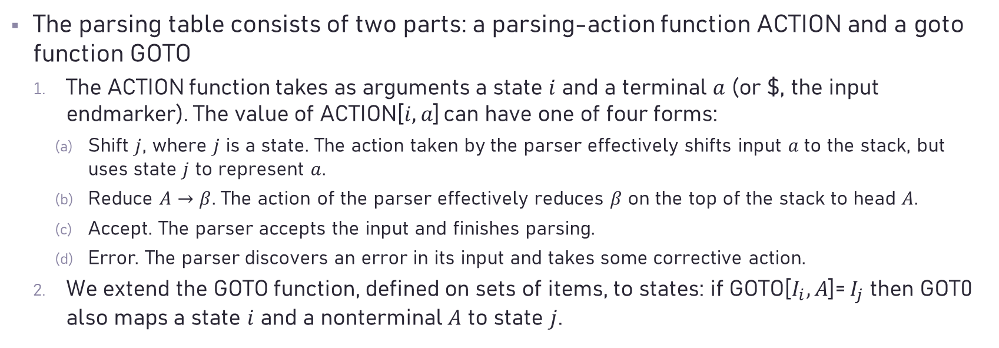 ▪ The parsing table consists of two parts: a parsing-action function ACTION and a goto
function GOTO
1. The ACTION function takes as arguments a state i and a terminal a (or $, the input
endmarker). The value of ACTION[i, a] can have one of four forms:
(a) Shift j, where j is a state. The action taken by the parser effectively shifts input a to the stack, but
uses state j to represent a.
(b) Reduce A → β. The action of the parser effectively reduces β on the top of the stack to head A.
(c) Accept. The parser accepts the input and finishes parsing.
(d) Error. The parser discovers an error in its input and takes some corrective action.
2. We extend the GOTO function, defined on sets of items, to states: if GOTO[Iᵢ, A]= Iⱼ then GOTO
also maps a state i and a nonterminal A to state j.